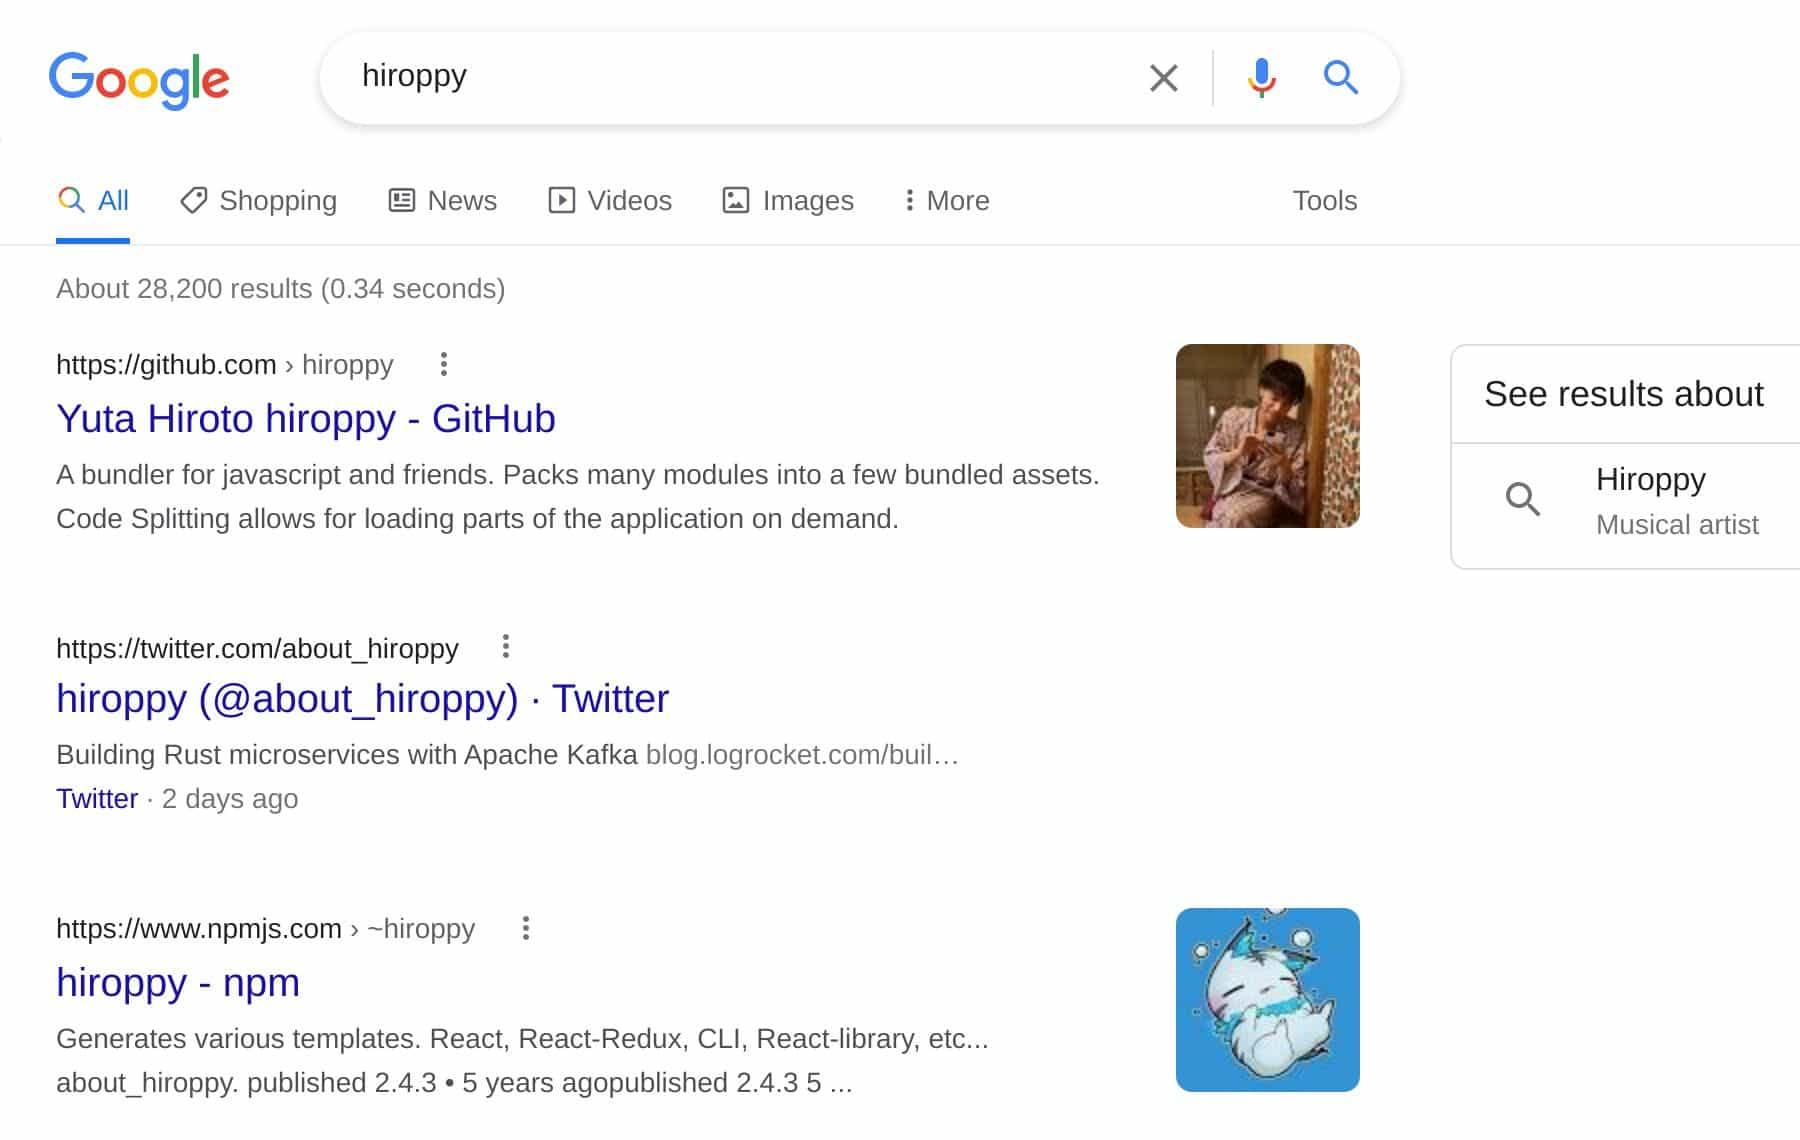 Google
hiroppy
All
Shopping
News
Videos
Images
More
Tools
About 28,200 results (0.34 seconds)
https://github.com › hiroppy
Yuta Hiroto hiroppy - GitHub
A bundler for javascript and friends. Packs many modules into a few bundled assets.
Code Splitting allows for loading parts of the application on demand.
See results about
Hiroppy
Musical artist
https://twitter.com/about_hiroppy
hiroppy (@about_hiroppy) · Twitter
Building Rust microservices with Apache Kafka blog.logrocket.com/buil…
Twitter · 2 days ago
https://www.npmjs.com › ~hiroppy
hiroppy - npm
Generates various templates. React, React-Redux, CLI, React-library, etc...
about_hiroppy. published 2.4.3 • 5 years agopublished 2.4.3 5 ...